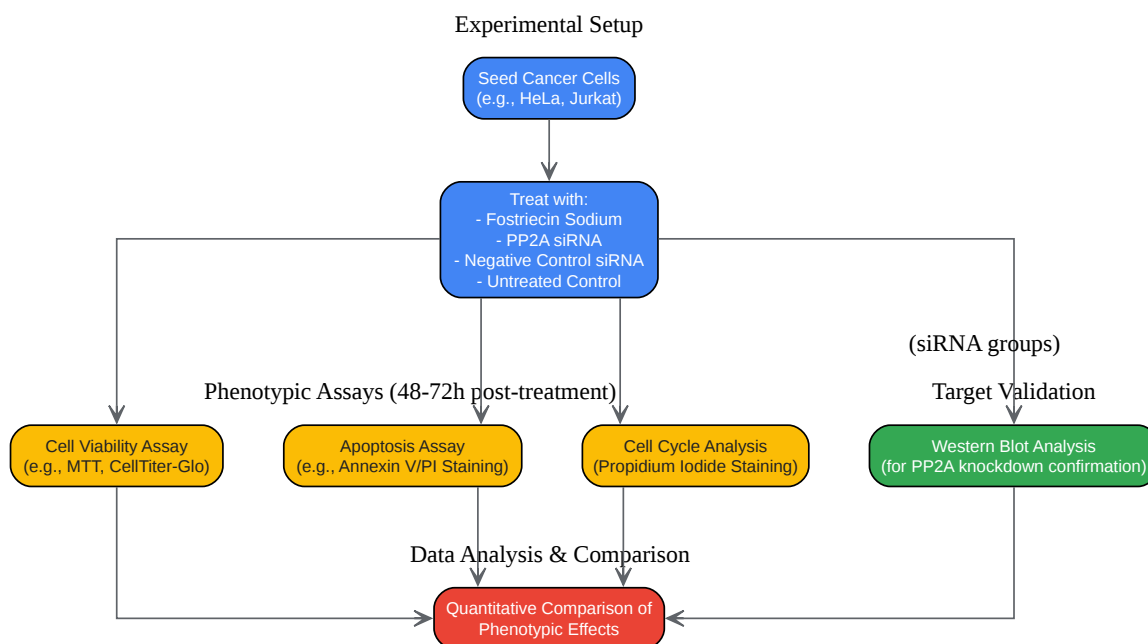 Experimental Setup
Seed Cancer Cells
(e.g., HeLa, Jurkat)
Treat with:
- Fostriecin Sodium
- PP2A siRNA
- Negative Control siRNA
- Untreated Control
(siRNA groups)
Phenotypic Assays (48-72h post-treatment)
Target Validation
Cell Viability Assay
(e.g., MTT, CellTiter-Glo)
Apoptosis Assay
(e.g., Annexin V/PI Staining)
Cell Cycle Analysis
(Propidium Iodide Staining)
Western Blot Analysis
(for PP2A knockdown confirmation)
Data Analysis & Comparison
Quantitative Comparison of
Phenotypic Effects